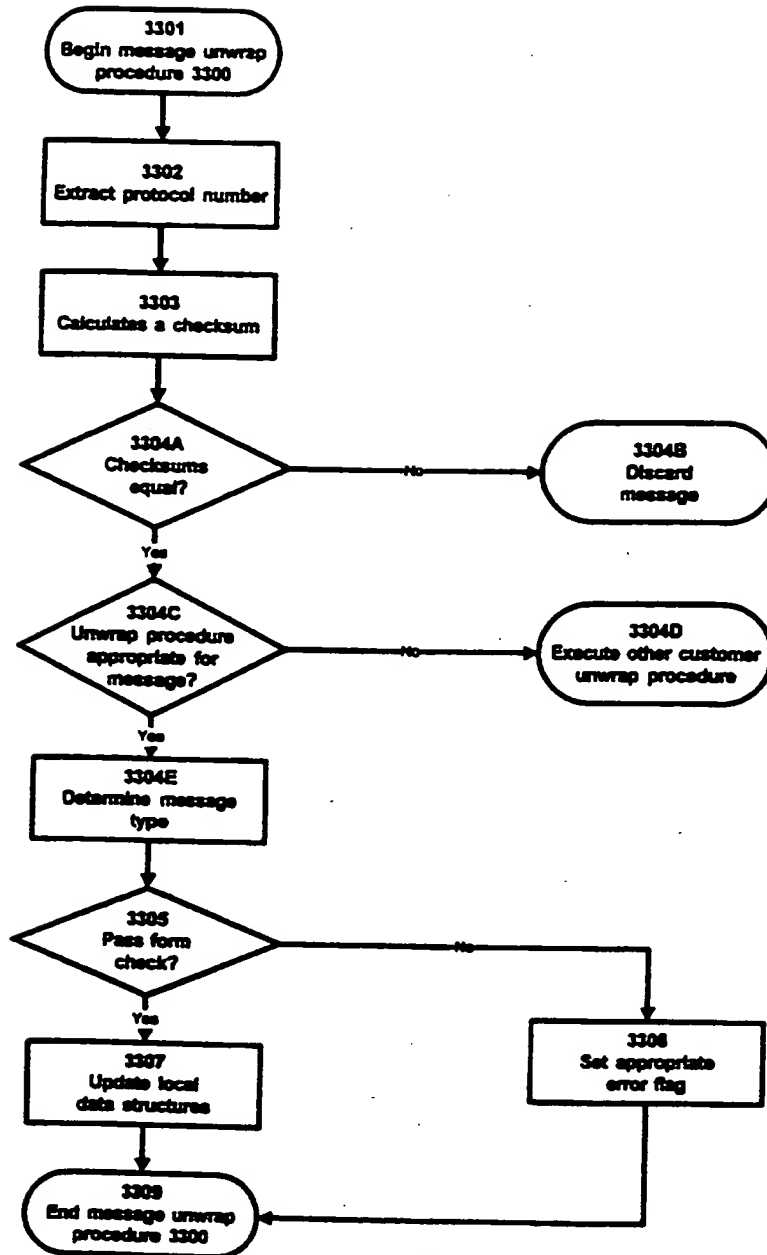 3301
Begin message unwrap
procedure 3300
3302
Extract protocol number
3303
Calculates a checksum
3304A
Checksums
equal?
No
3304B
Discard
message
Yes
3304C
Unwrap procedure
appropriate for
message?
No
3304D
Execute other customer
unwrap procedure
Yes
3304E
Determine message
type
3305
Pass form
check?
No
Yes
3306
Set appropriate
error flag
3307
Update local
data structures
3309
End message unwrap
procedure 3300